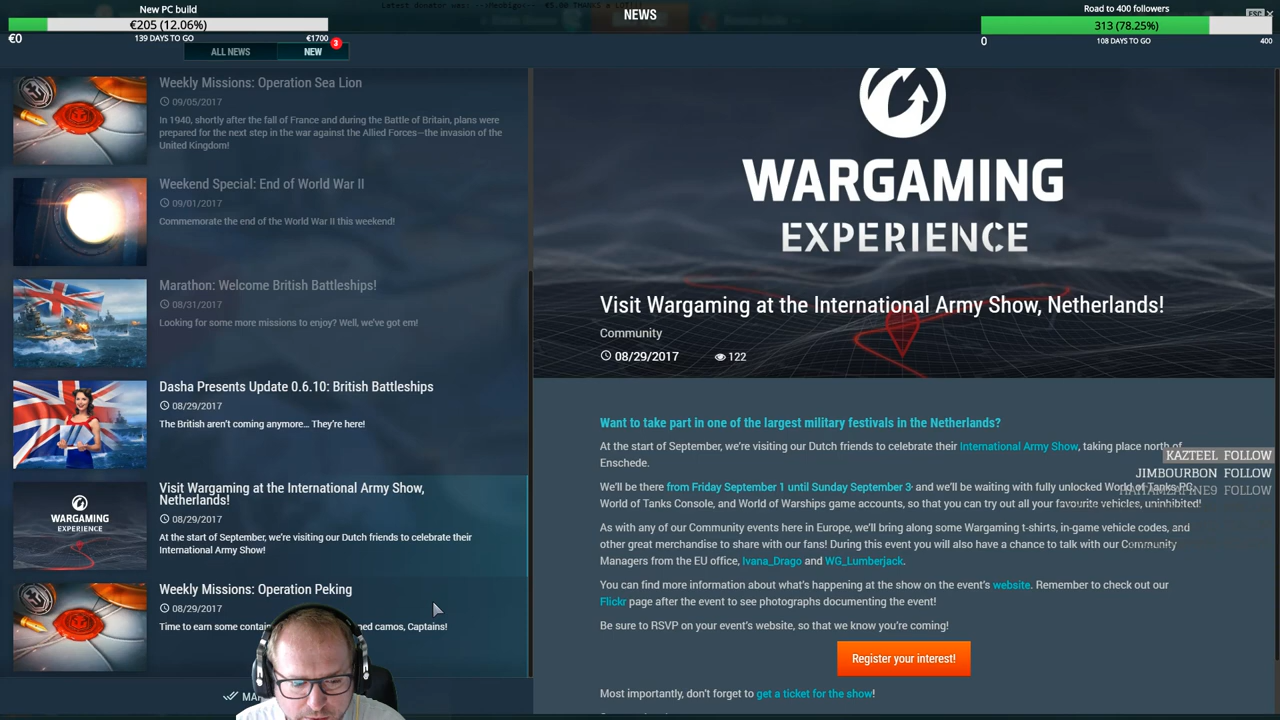 New PC build
€205 (12.06%)
€0
139 DAYS TO GO
€1700
NEWS
ESC
Road to 400 followers
313 (78.25%)
0
108 DAYS TO GO
400
ALL NEWS
NEW
3
Weekly Missions: Operation Sea Lion
09/05/2017
In 1940, shortly after the fall of France and during the Battle of Britain, plans were
prepared for the next step in the war against the Allied Forces—the invasion of the
United Kingdom!
Weekend Special: End of World War II
09/01/2017
Commemorate the end of the World War II this weekend!
Marathon: Welcome British Battleships!
08/31/2017
Looking for some more missions to enjoy? Well, we've got em!
Dasha Presents Update 0.6.10: British Battleships
08/29/2017
The British aren't coming anymore... They're here!
WARGAMING
EXPERIENCE
Visit Wargaming at the International Army Show,
Netherlands!
08/29/2017
At the start of September, we're visiting our Dutch friends to celebrate their
International Army Show!
Weekly Missions: Operation Peking
08/29/2017
Time to earn some camos, Captains!
WARGAMING
EXPERIENCE
Visit Wargaming at the International Army Show, Netherlands!
Community
08/29/2017
122
Want to take part in one of the largest military festivals in the Netherlands?
At the start of September, we're visiting our Dutch friends to celebrate their International Army Show, taking place north of
Enschede.
We'll be there from Friday September 1 until Sunday September 3 and we'll be waiting with fully unlocked World of Tanks PC,
World of Tanks Console, and World of Warships game accounts, so that you can try out all your favourite vehicles, uninhibited!
As with any of our Community events here in Europe, we'll bring along some Wargaming t-shirts, in-game vehicle codes, and
other great merchandise to share with our fans! During this event you will also have a chance to talk with our Community
Managers from the EU office, Ivana_Drago and WG_Lumberjack.
You can find more information about what's happening at the show on the event's website. Remember to check out our
Flickr page after the event to see photographs documenting the event!
Be sure to RSVP on your event's website, so that we know you're coming!
Register your interest!
Most importantly, don't forget to get a ticket for the show!
KAZTEEL FOLLOW
JIMBOURBON FOLLOW
FOLLOW